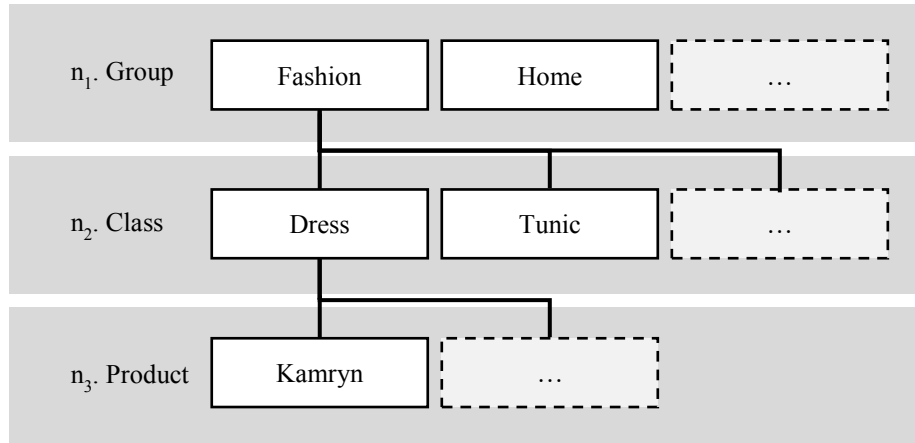 n₁. Group Fashion Home …
n₂. Class Dress Tunic …
n₃. Product Kamryn …